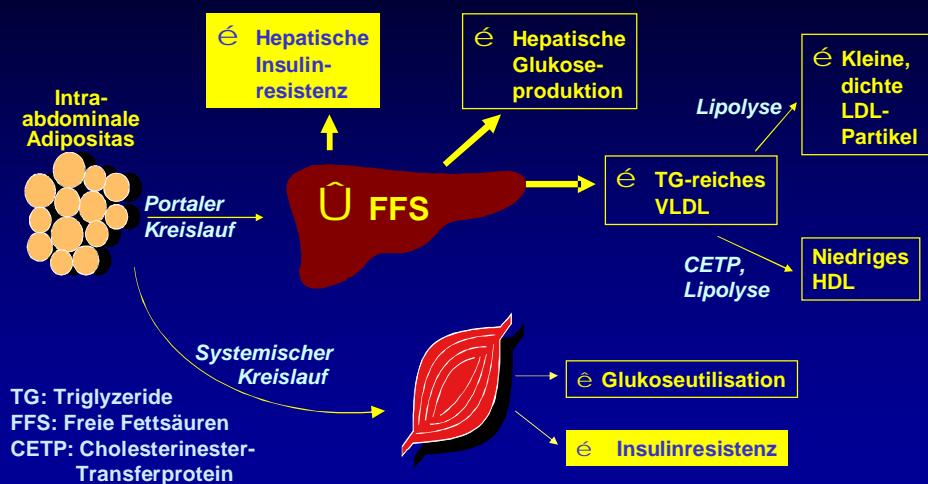 é Hepatische
Insulin-
resistenz
é Hepatische
Glukose-
produktion
é Kleine,
dichte
LDL-
Partikel
Intra-
abdominale
Adipositas
Lipolyse
Portaler
Kreislauf
Û FFS
é TG-reiches
VLDL
CETP,
Lipolyse
Niedriges
HDL
Systemischer
Kreislauf
ê Glukoseutilisation
é Insulinresistenz
TG: Triglyzeride
FFS: Freie Fettsäuren
CETP: Cholesterinester-
Transferprotein